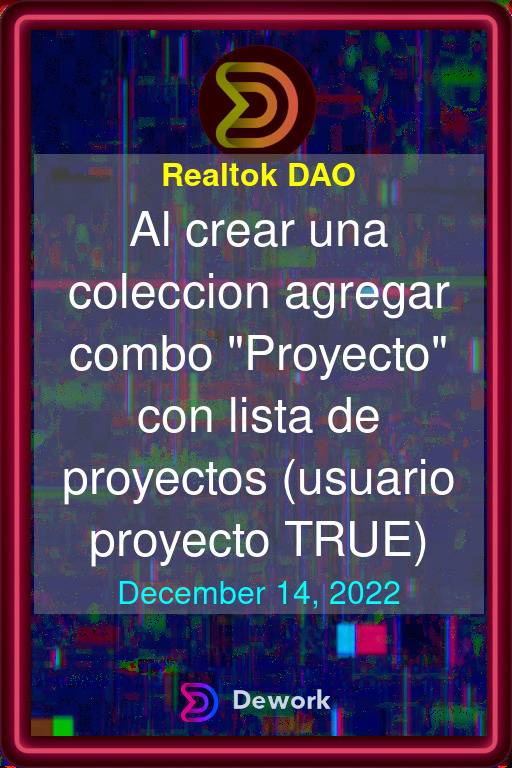 Realtok DAO
Al crear una
coleccion agregar
combo "Proyecto"
con lista de
proyectos (usuario
proyecto TRUE)
December 14, 2022
Dework